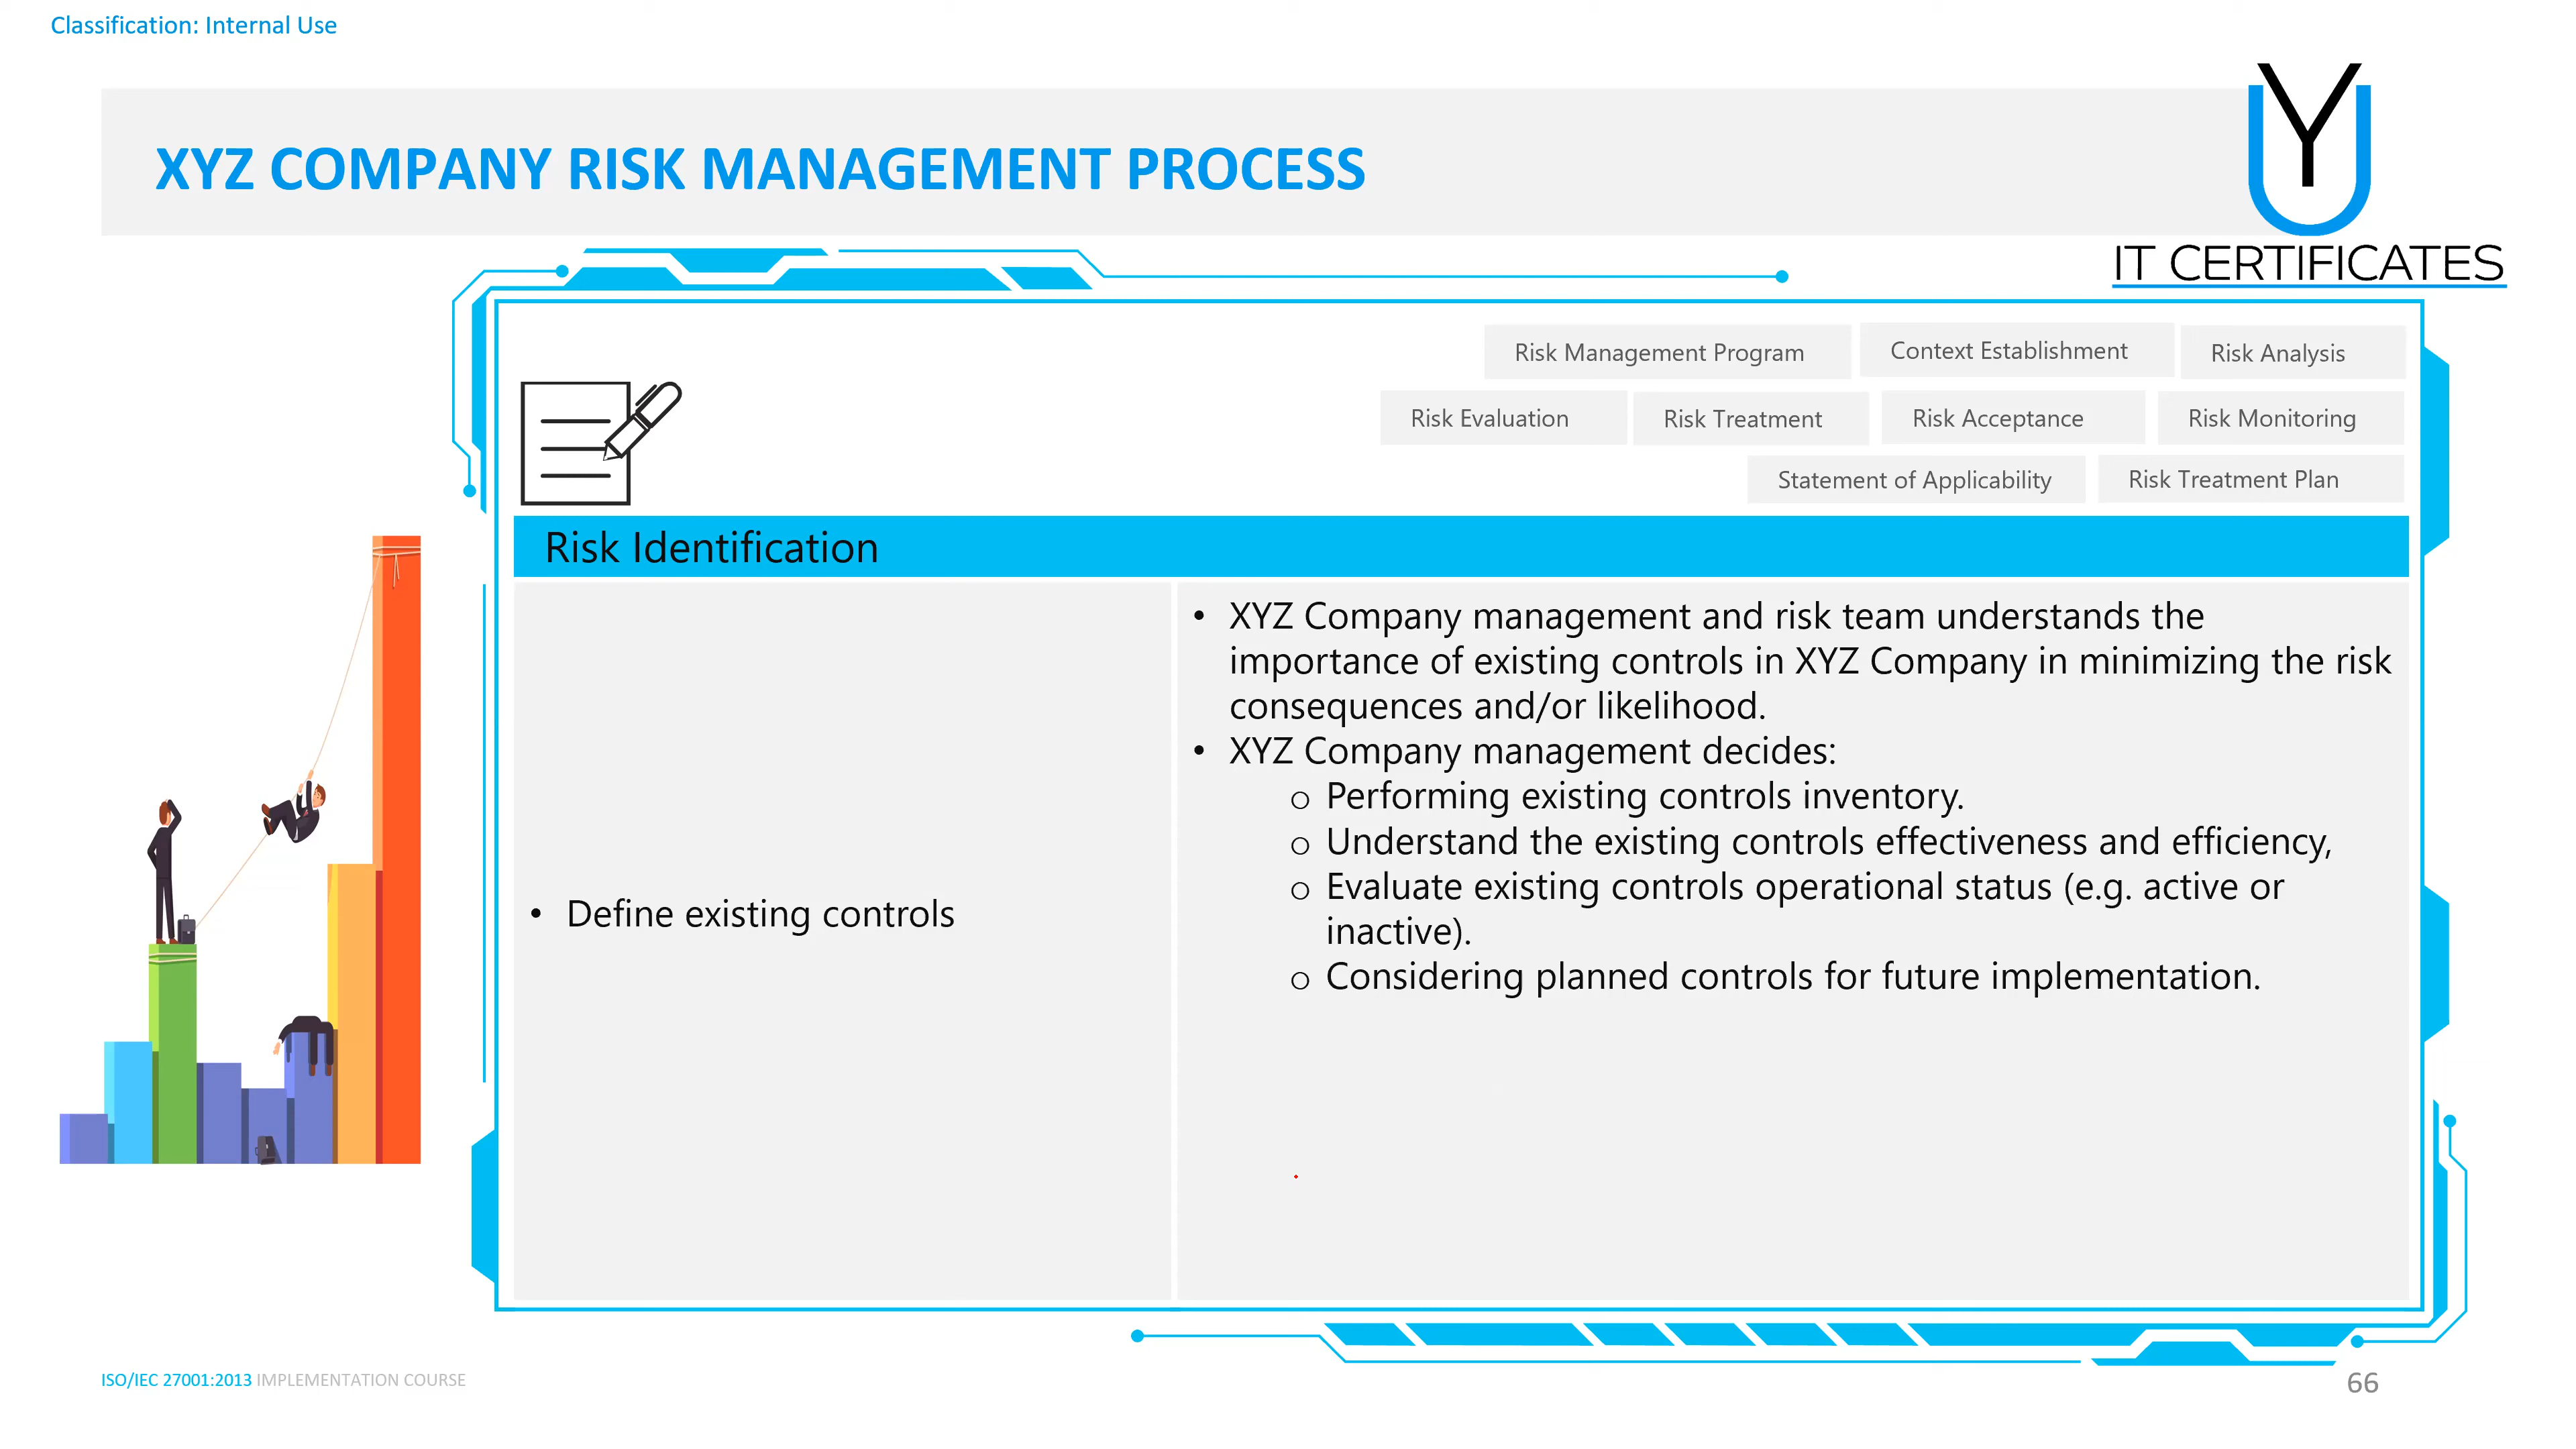 Classification: Internal Use
XYZ COMPANY RISK MANAGEMENT PROCESS
YU
IT CERTIFICATES
Risk Management Program
Context Establishment
Risk Analysis
Risk Evaluation
Risk Treatment
Risk Acceptance
Risk Monitoring
Statement of Applicability
Risk Treatment Plan
Risk Identification
• Define existing controls
• XYZ Company management and risk team understands the
importance of existing controls in XYZ Company in minimizing the risk
consequences and/or likelihood.
• XYZ Company management decides:
o Performing existing controls inventory.
o Understand the existing controls effectiveness and efficiency,
o Evaluate existing controls operational status (e.g. active or
inactive).
o Considering planned controls for future implementation.
ISO/IEC 27001:2013 IMPLEMENTATION COURSE
66